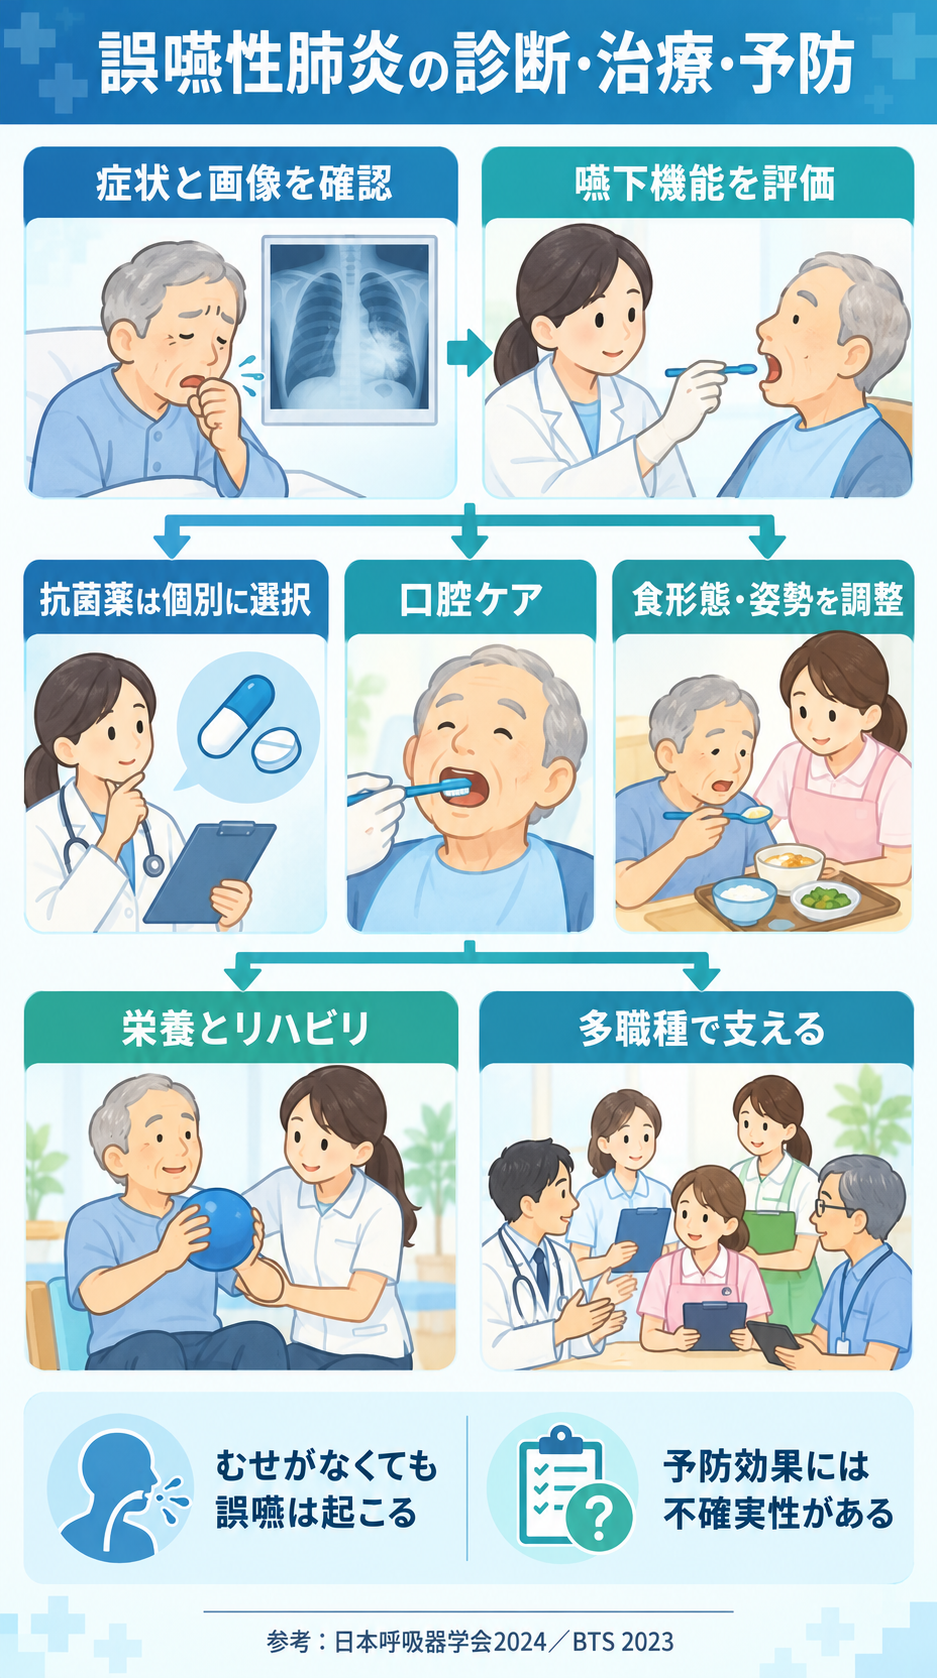 誤嚥性肺炎の診断・治療・予防
症状と画像を確認
嚥下機能を評価
抗菌薬は個別に選択
口腔ケア
食形態・姿勢を調整
栄養とリハビリ
多職種で支える
むせがなくても
誤嚥は起こる
予防効果には
不確実性がある
?
参考：日本呼吸器学会2024／BTS 2023